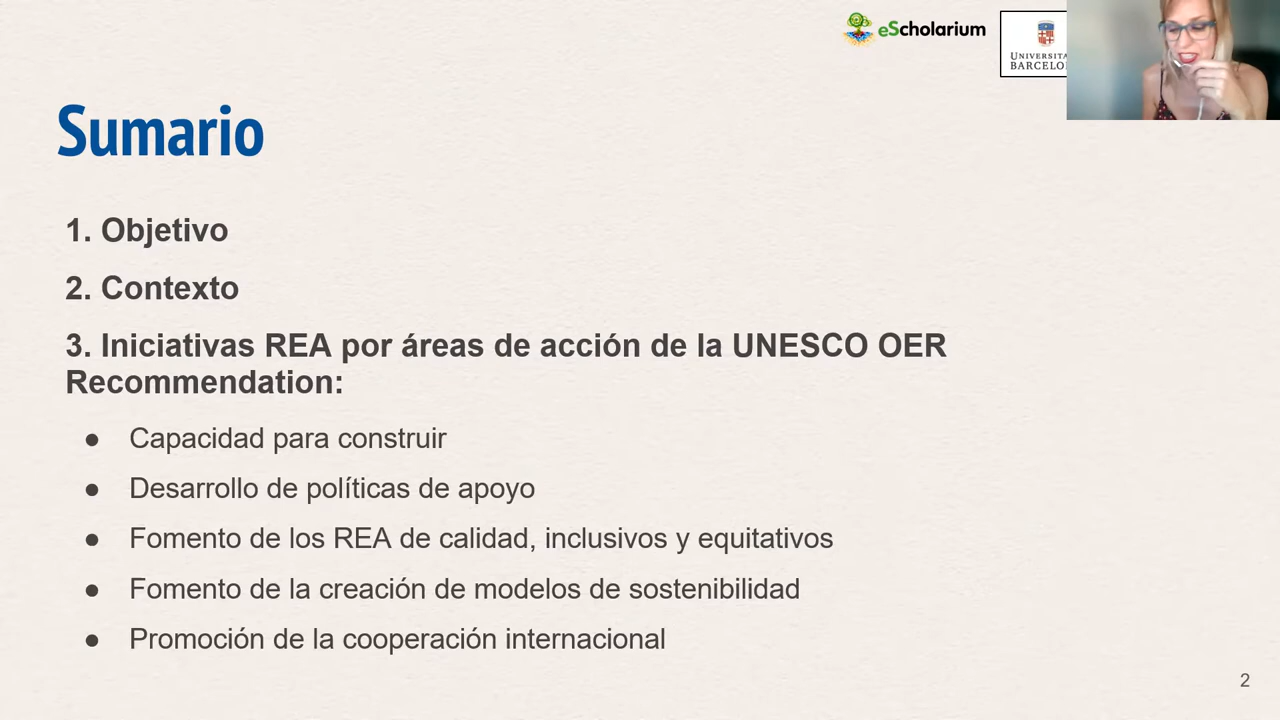 eScholarium
Sumario
1. Objetivo
2. Contexto
3. Iniciativas REA por áreas de acción de la UNESCO OER
Recommendation:
● Capacidad para construir
● Desarrollo de políticas de apoyo
● Fomento de los REA de calidad, inclusivos y equitativos
● Fomento de la creación de modelos de sostenibilidad
● Promoción de la cooperación internacional
2